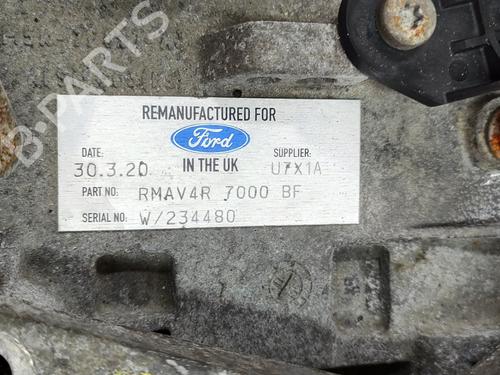 REMANUFACTURED FOR
Ford
IN THE UK
DATE: 30.3.20
SUPPLIER: U7X1A
PART NO: RMAV4R 7000 BF
SERIAL NO. W/234480
B-PARTS